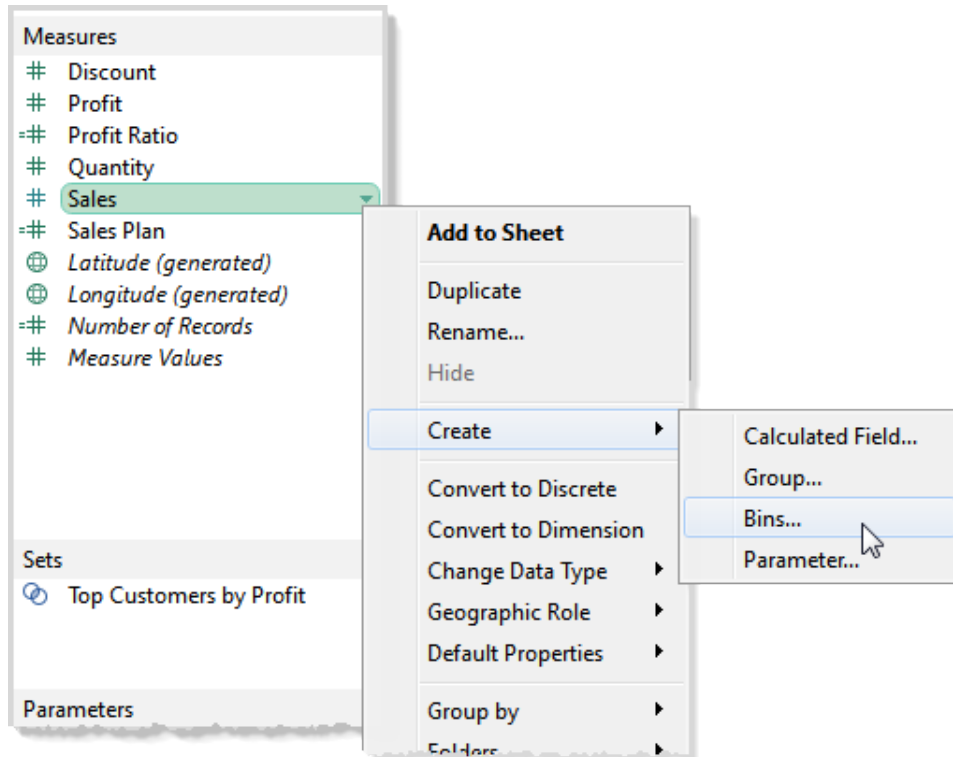 Measures
Discount
Profit
Profit Ratio
Quantity
Sales
Sales Plan
Latitude (generated)
Longitude (generated)
Number of Records
Measure Values
Sets
Top Customers by Profit
Parameters
Add to Sheet
Duplicate
Rename...
Hide
Create
Convert to Discrete
Convert to Dimension
Change Data Type
Geographic Role
Default Properties
Group by
Folders
Calculated Field...
Group...
Bins...
Parameter...